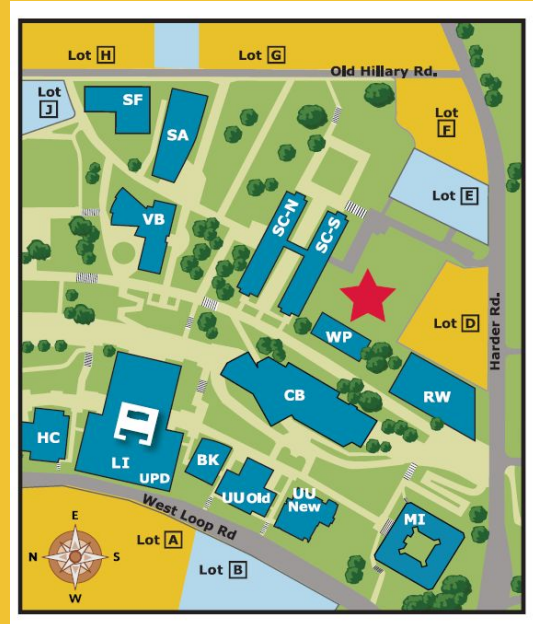 Lot H
Lot G
Old Hillary Rd.
Lot
J
SF
SA
Lot
F
Lot E
VB
SC-N
SC-S
Harder Rd.
Lot D
WP
CB
RW
HC
LI
UPD
BK
UU Old
UU
New
MI
West Loop Rd
Lot A
Lot B
E
N
S
W